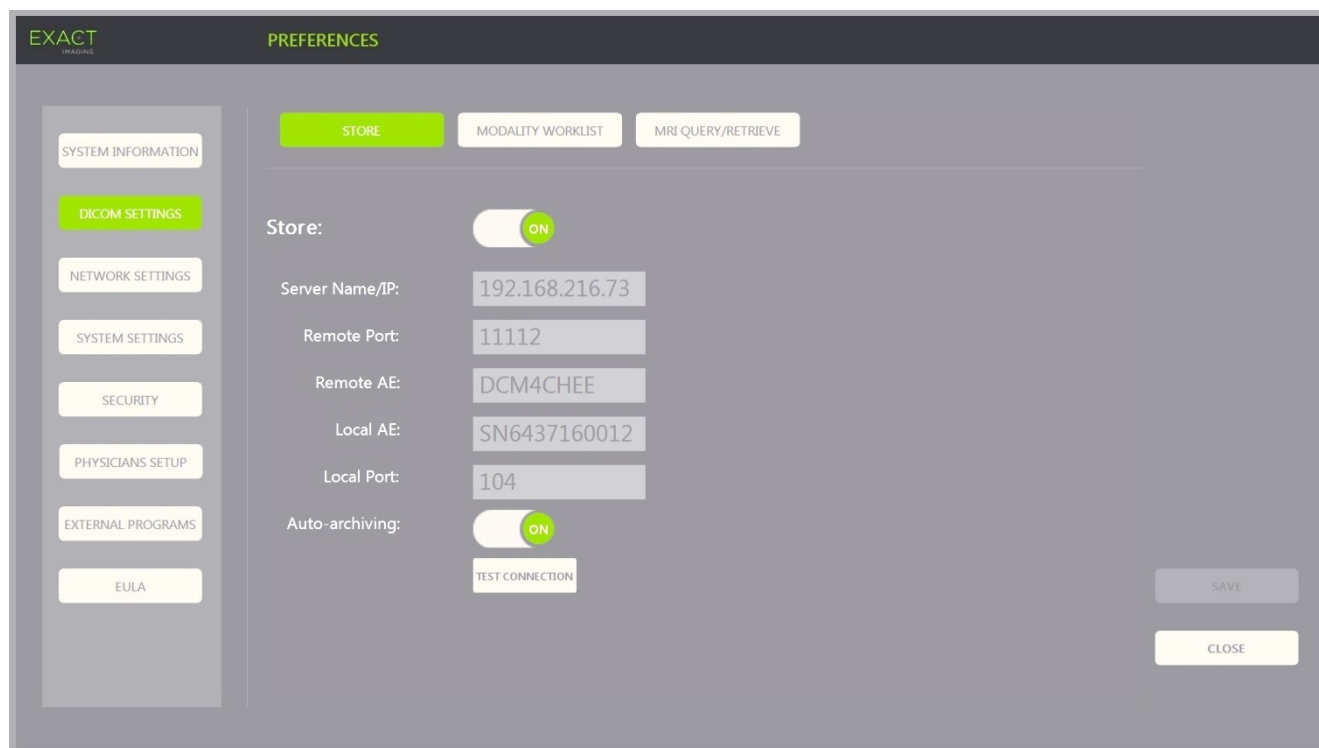 EXACT
IMAGING
PREFERENCES
SYSTEM INFORMATION
DICOM SETTINGS
NETWORK SETTINGS
SYSTEM SETTINGS
SECURITY
PHYSICIANS SETUP
EXTERNAL PROGRAMS
EULA
STORE
MODALITY WORKLIST
MRI QUERY/RETRIEVE
Store:
ON
Server Name/IP:
192.168.216.73
Remote Port:
11112
Remote AE:
DCM4CHEE
Local AE:
SN6437160012
Local Port:
104
Auto-archiving:
ON
TEST CONNECTION
SAVE
CLOSE